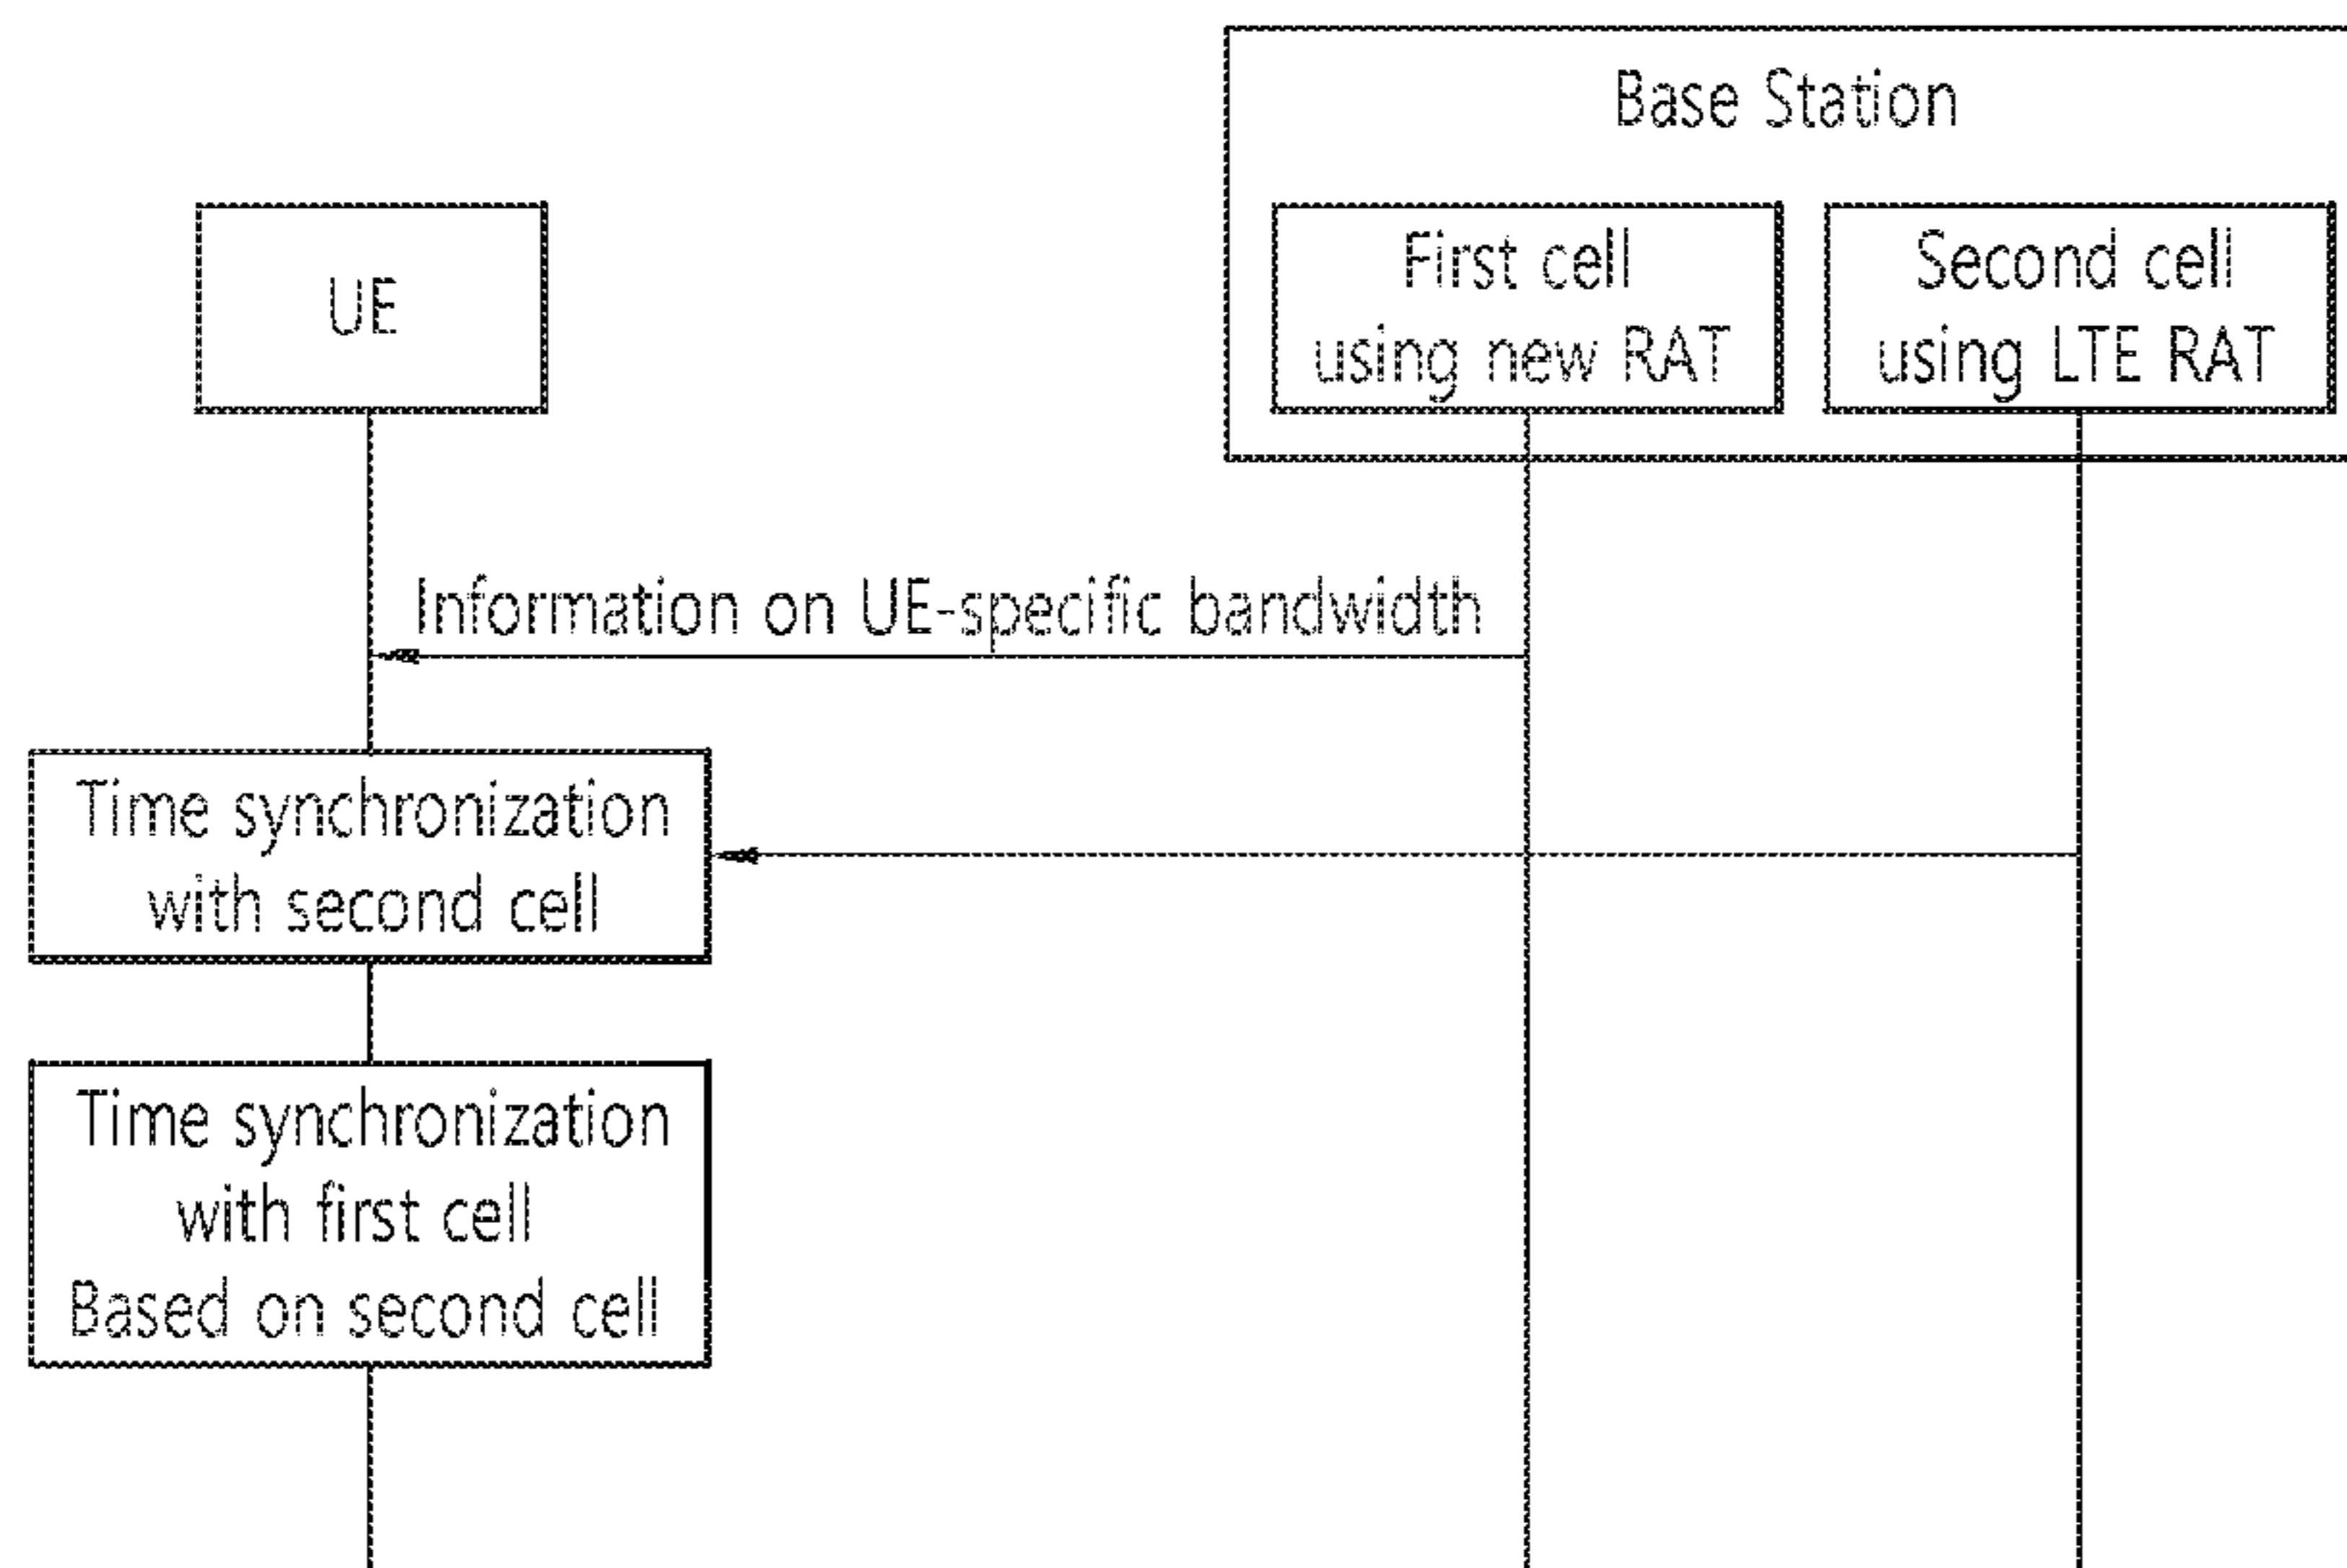 Base Station
UE
First cell
using new RAT
Second cell
using LTE RAT
Information on UE-specific bandwidth
Time synchronization
with second cell
Time synchronization
with first cell
Based on second cell